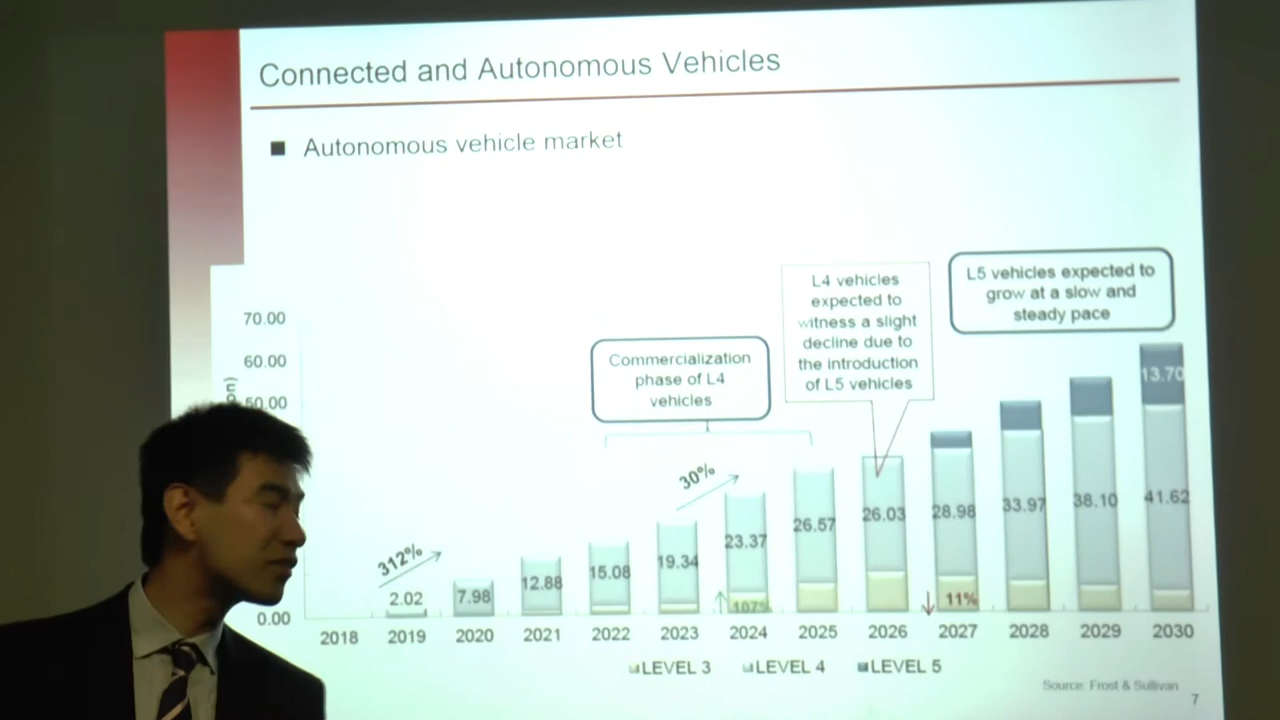 Connected and Autonomous Vehicles
Autonomous vehicle market
L5 vehicles expected to
grow at a slow and
steady pace
L4 vehicles
expected to
witness a slight
decline due to
the introduction
of L5 vehicles
Commercialization
phase of L4
vehicles
70.00
60.00
50.00
0.00
312%
30%
2.02
7.98
12.88
15.08
19.34
23.37
26.57
26.03
28.98
33.97
38.10
41.62
13.70
107%
11%
2018 2019 2020 2021 2022 2023 2024 2025 2026 2027 2028 2029 2030
LEVEL 3 LEVEL 4 LEVEL 5
Source: Frost & Sullivan
7